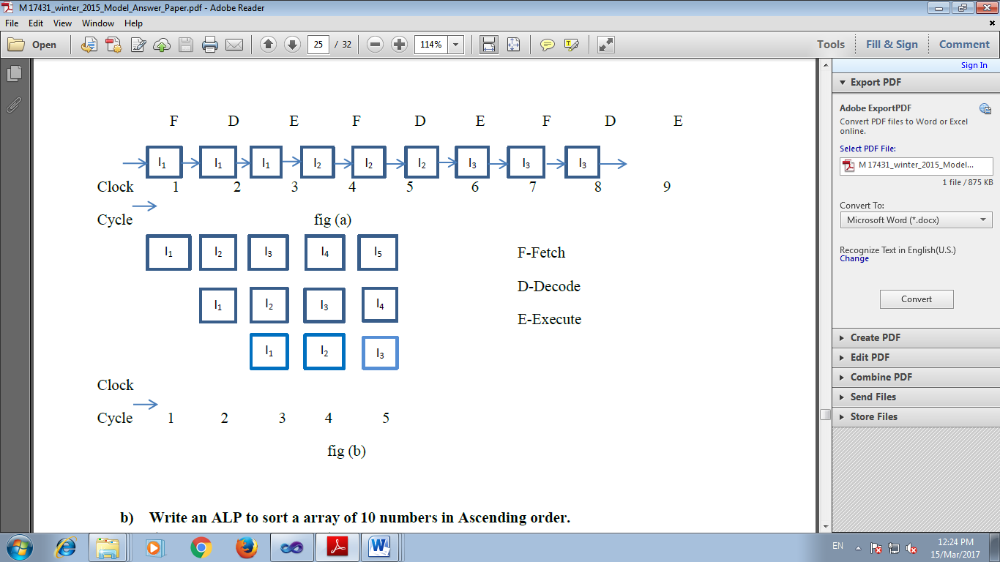 M 17431_winter_2015_Model_Answer_Paper.pdf - Adobe Reader
File Edit View Window Help
Open 25 / 32 114% Tools Fill & Sign Comment
Sign In
Export PDF
Adobe ExportPDF
Convert PDF files to Word or Excel
online.
Select PDF File:
M 17431_winter_2015_Model...
1 file / 875 KB
Convert To:
Microsoft Word (*.docx)
Recognize Text in English(U.S.)
Change
Convert
Create PDF
Edit PDF
Combine PDF
Send Files
Store Files
F D E F D E F D E
I₁ I₁ I₁ I₂ I₂ I₂ I₃ I₃ I₃
Clock 1 2 3 4 5 6 7 8 9
Cycle fig (a)
I₁ I₂ I₃ I₄ I₅ F-Fetch
D-Decode
I₁ I₂ I₃ I₄
E-Execute
I₁ I₂ I₃
Clock
Cycle 1 2 3 4 5
fig (b)
b) Write an ALP to sort a array of 10 numbers in Ascending order.
EN 12:24 PM
15/Mar/2017